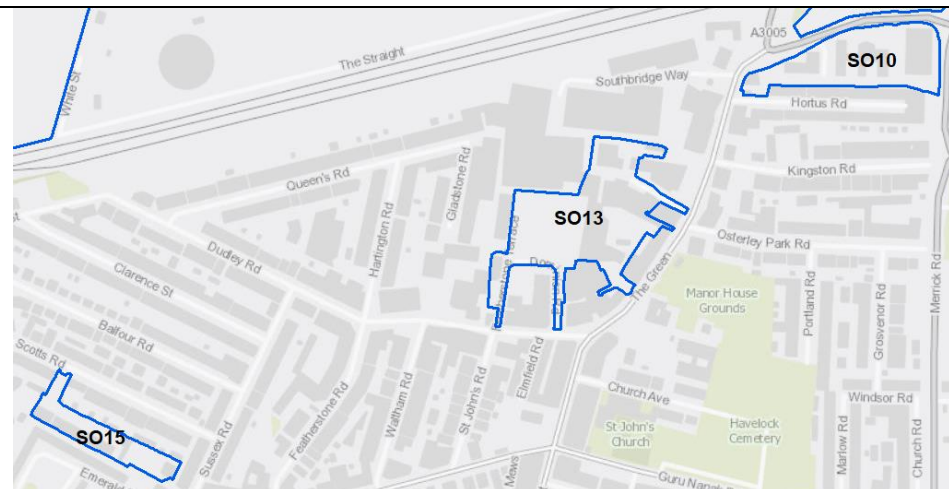 A3005
SO10
The Straight
White St
Southbridge Way
Hortus Rd
Queen's Rd
Gladstone Rd
Kingston Rd
SO13
Hartington Rd
Dudley Rd
Osterley Park Rd
The Green
Clarence St
Manor House
Grounds
Portland Rd
Grosvenor Rd
Merrick Rd
Balfour Rd
Scotts Rd
Elmfield Rd
Church Ave
Windsor Rd
Featherstone Rd
Waltham Rd
St John's Rd
SO15
Sussex Rd
St John's
Church
Havelock
Cemetery
Marlow Rd
Church Rd
Mews